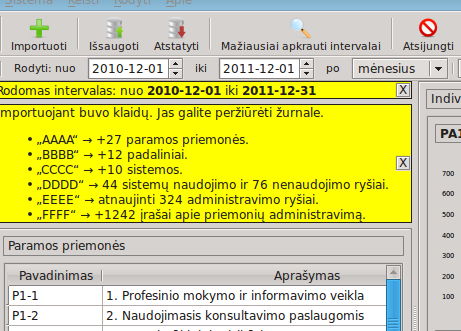 Sistema Keisti Rodyti Apie
Importuoti Išsaugoti Atstatyti Mažiausiai apkrauti intervalai Atsijungti
Rodyti: nuo 2010-12-01 iki 2011-12-01 po mėnesius
Rodomas intervalas: nuo 2010-12-01 iki 2011-12-31 X
Importuojant buvo klaidų. Jas galite peržiūrėti žurnale.
• „AAAA“ → +27 paramos priemonės.
• „BBBB“ → +12 padaliniai.
• „CCCC“ → +10 sistemos.
• „DDDD“ → 44 sistemų naudojimo ir 76 nenaudojimo ryšiai.
• „EEEE“ → atnaujinti 324 administravimo ryšiai.
• „FFFF“ → +1242 įrašai apie priemonių administravimą.
X
Paramos priemonės
Pavadinimas Aprašymas
P1-1 1. Profesinio mokymo ir informavimo veikla
P1-2 2. Naudojimasis konsultavimo paslaugomis
Indiv
PA1
700
600
500
400
300
200
100